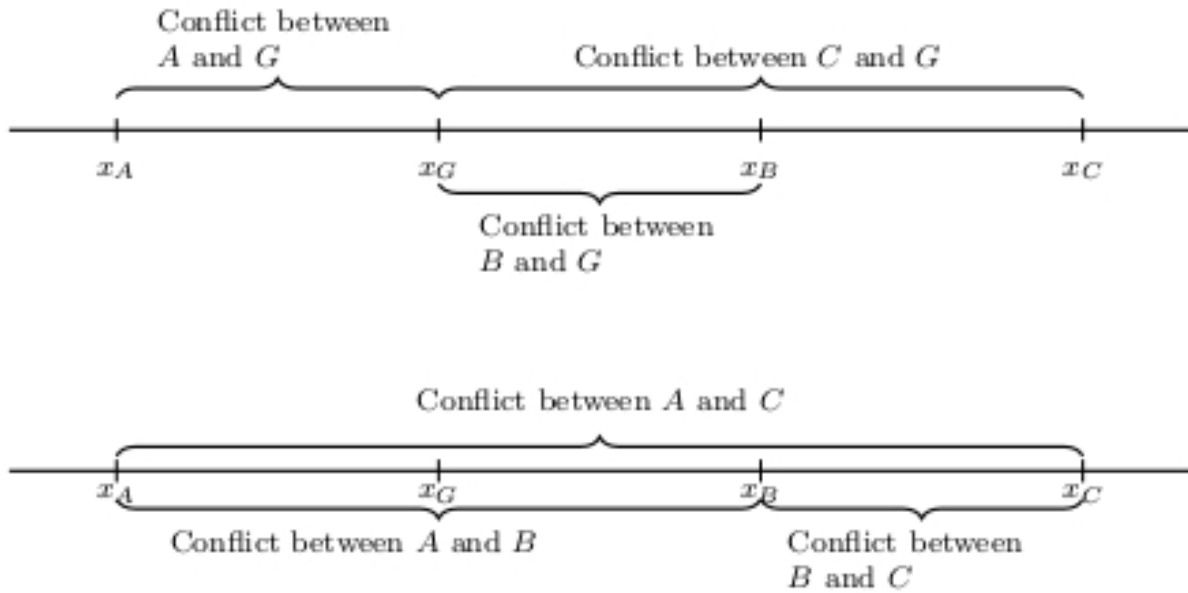 Conflict between
A and G
Conflict between C and G
x_A x_G x_B x_C
Conflict between
B and G
Conflict between A and C
x_A x_G x_B x_C
Conflict between A and B
Conflict between
B and C